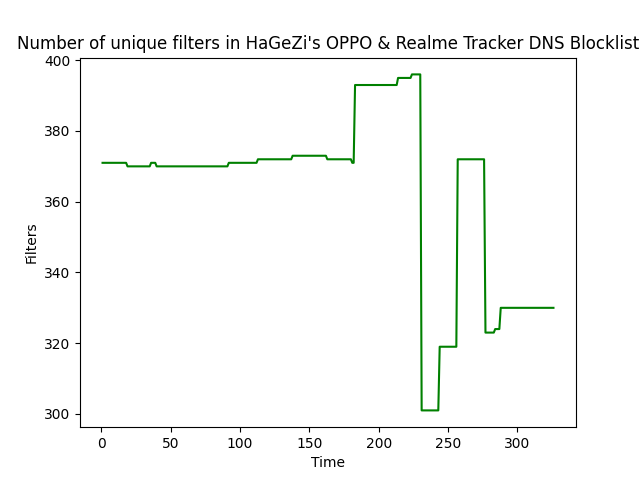 Number of unique filters in HaGeZi's OPPO & Realme Tracker DNS Blocklist
400
380
360
340
320
300
Filters
0 50 100 150 200 250 300
Time